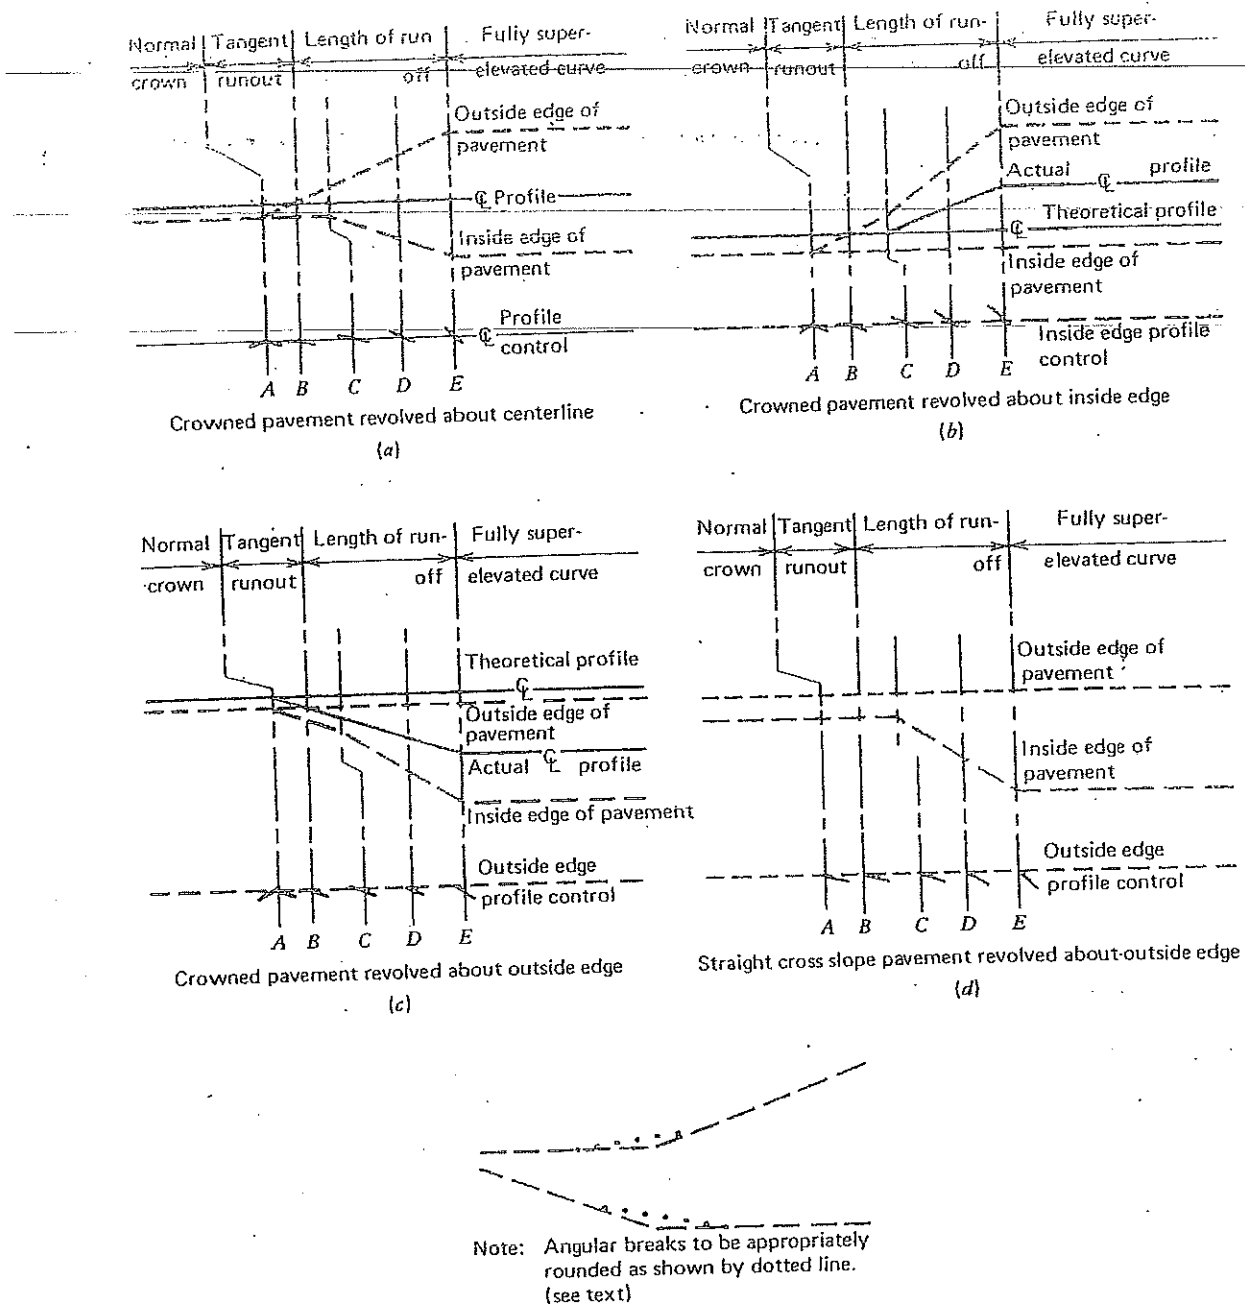 Normal Tangent Length of run Fully super-
crown runout off elevated curve
Outside edge of
pavement
℄ Profile
Inside edge of
pavement
Profile
℄ control
A B C D E
Crowned pavement revolved about centerline
(a)
Normal Tangent Length of run- Fully super-
crown runout off elevated curve
Outside edge of
pavement
Actual ℄ profile
Theoretical profile
℄
Inside edge of
pavement
Inside edge profile
control
A B C D E
Crowned pavement revolved about inside edge
(b)
Normal Tangent Length of run- Fully super-
crown runout off elevated curve
Theoretical profile
℄
Outside edge of
pavement
Actual ℄ profile
Inside edge of pavement
Outside edge
profile control
A B C D E
Crowned pavement revolved about outside edge
(c)
Normal Tangent Length of run- Fully super-
crown runout off elevated curve
Outside edge of
pavement
Inside edge of
pavement
Outside edge
profile control
A B C D E
Straight cross slope pavement revolved about outside edge
(d)
Note: Angular breaks to be appropriately
rounded as shown by dotted line.
(see text)